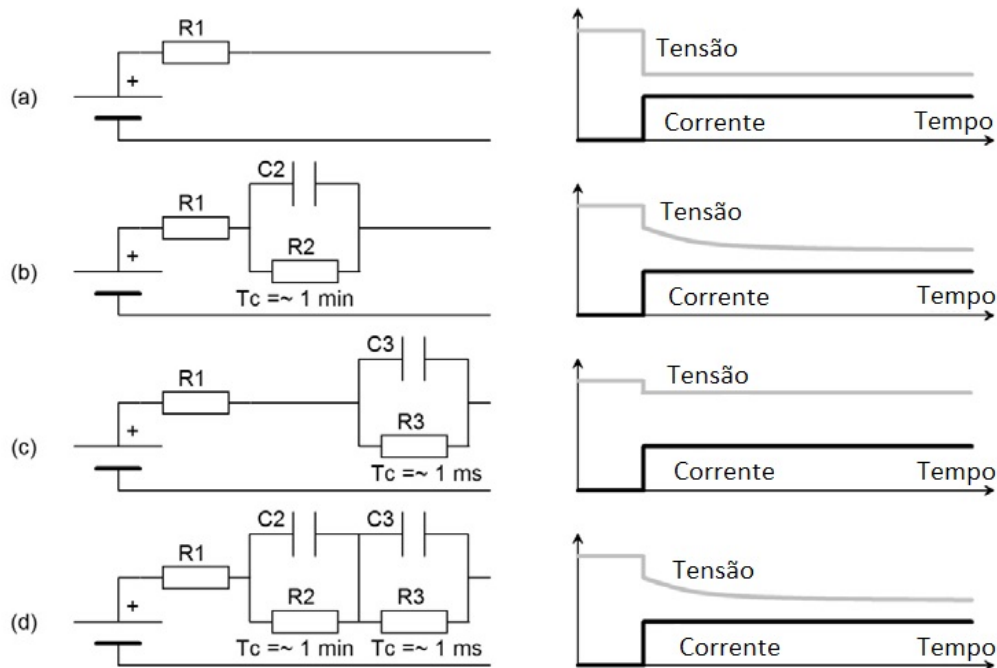 R1
+
(a)
Tensão
Corrente
Tempo
C2
R1
R2
+
(b)
Tc =~ 1 min
Tensão
Corrente
Tempo
C3
R1
R3
+
(c)
Tc =~ 1 ms
Tensão
Corrente
Tempo
C2 C3
R1
R2 R3
+
(d)
Tc =~ 1 min Tc =~ 1 ms
Tensão
Corrente
Tempo